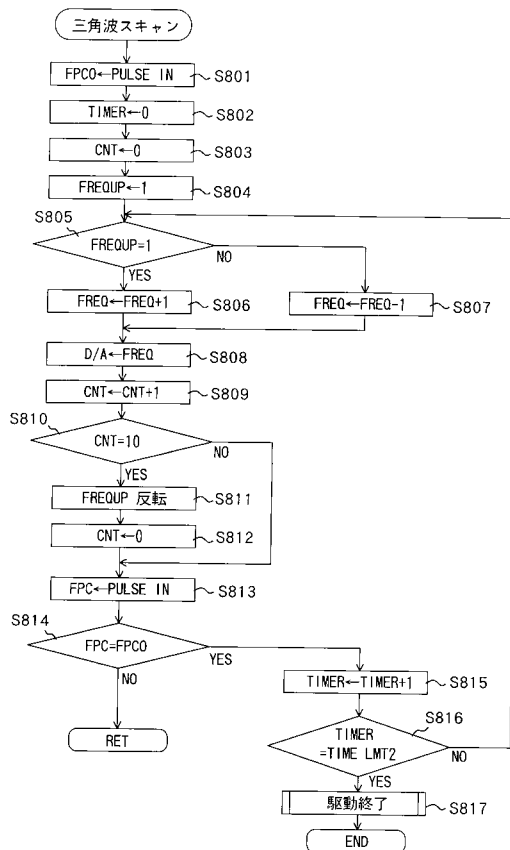 三角波スキャン
FPC0←PULSE IN
S801
TIMER←0
S802
CNT←0
S803
FREQUP←1
S804
S805
FREQUP=1
NO
YES
FREQ←FREQ+1
S806
FREQ←FREQ-1
S807
D/A←FREQ
S808
CNT←CNT+1
S809
S810
CNT=10
NO
YES
FREQUP 反転
S811
CNT←0
S812
FPC←PULSE IN
S813
S814
FPC=FPC0
YES
NO
TIMER←TIMER+1
S815
RET
S816
TIMER
=TIME LMT2
NO
YES
駆動終了
S817
END